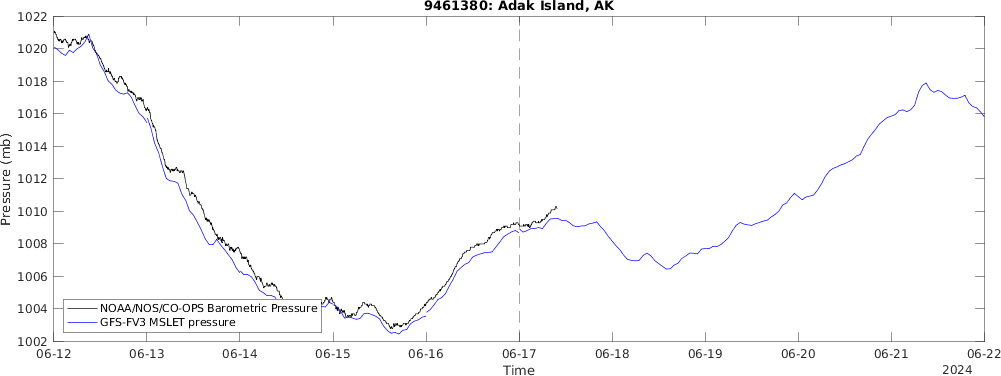 9461380: Adak Island, AK
Pressure (mb)
1022
1020
1018
1016
1014
1012
1010
1008
1006
1004
1002
NOAA/NOS/CO-OPS Barometric Pressure
GFS-FV3 MSLET pressure
06-12 06-13 06-14 06-15 06-16 06-17 06-18 06-19 06-20 06-21 06-22
Time
2024